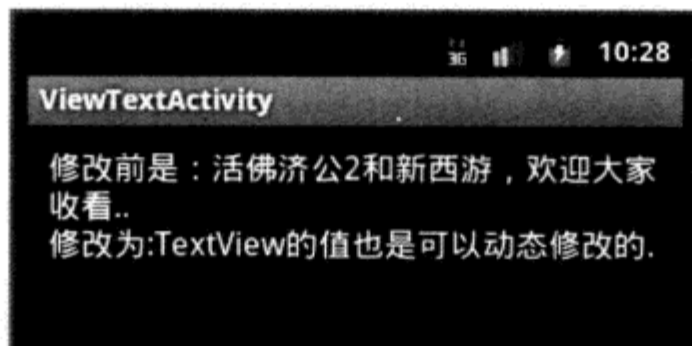 3G 10:28
ViewTextActivity
修改前是：活佛济公2和新西游，欢迎大家
收看..
修改为:TextView的值也是可以动态修改的.